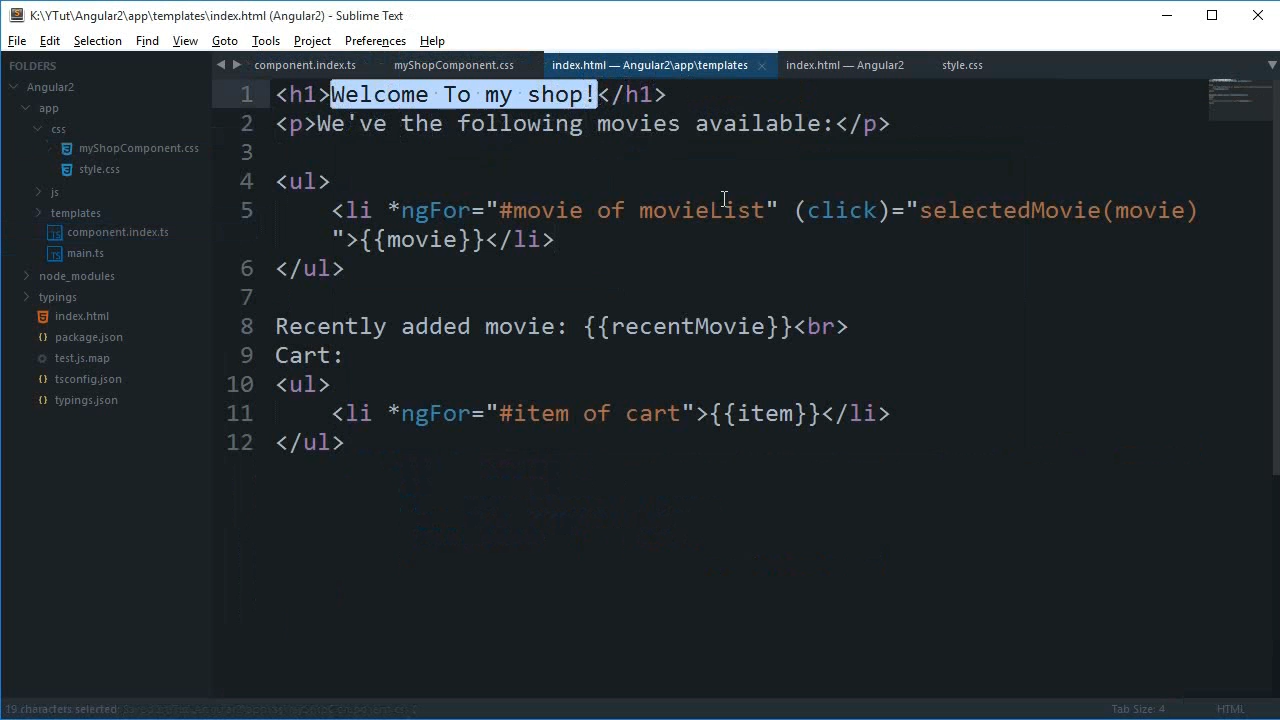 K:\YTut\Angular2\app\templates\index.html (Angular2) - Sublime Text
File Edit Selection Find View Goto Tools Project Preferences Help
FOLDERS
Angular2
app
css
myShopComponent.css
style.css
js
templates
component.index.ts
main.ts
node_modules
typings
index.html
package.json
test.js.map
tsconfig.json
typings.json
component.index.ts myShopComponent.css index.html — Angular2\app\templates index.html — Angular2 style.css
1 <h1>Welcome To my shop!</h1>
2 <p>We've the following movies available:</p>
3
4 <ul>
5 <li *ngFor="#movie of movieList" (click)="selectedMovie(movie)
">{{movie}}</li>
6 </ul>
7
8 Recently added movie: {{recentMovie}}<br>
9 Cart:
10 <ul>
11 <li *ngFor="#item of cart">{{item}}</li>
12 </ul>
19 characters selected
Tab Size: 4 HTML